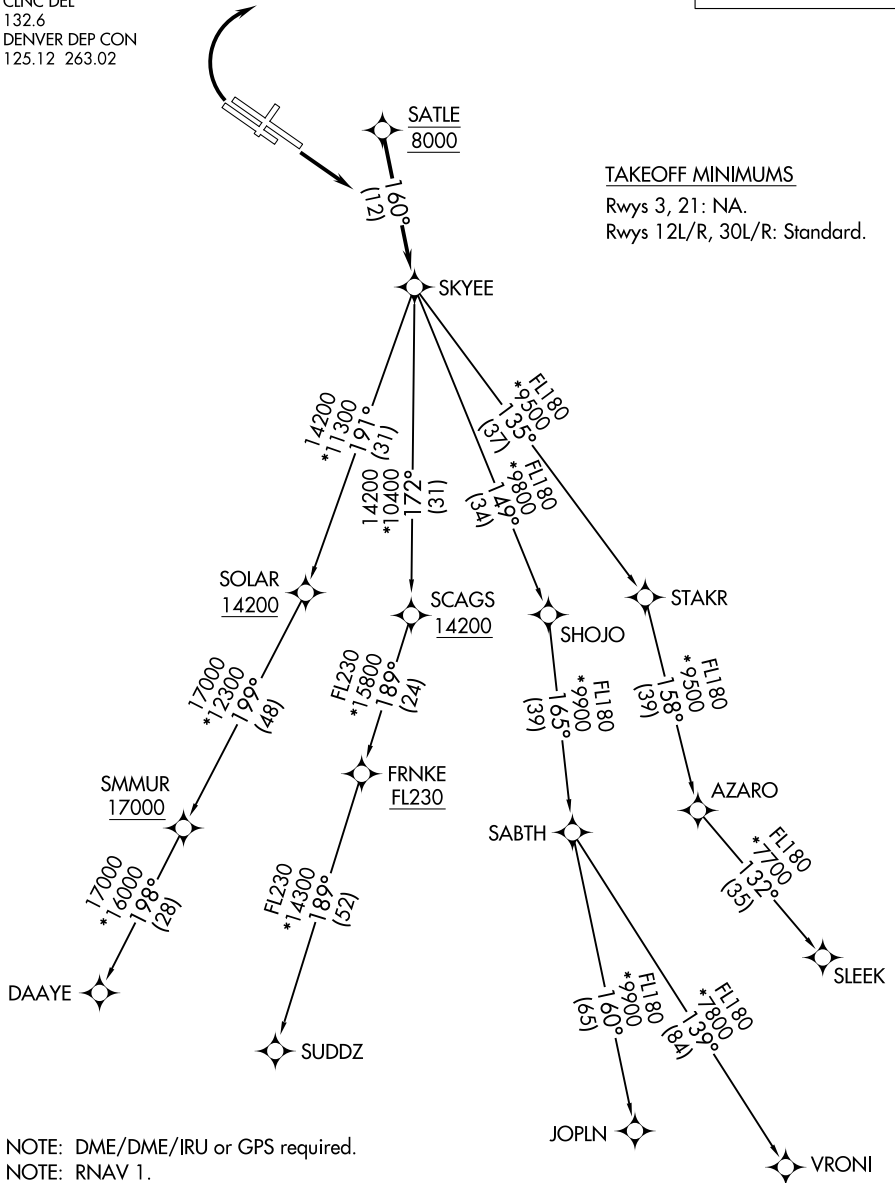 CLNC DEL
132.6
DENVER DEP CON
125.12 263.02
SATLE
8000
TAKEOFF MINIMUMS
Rwys 3, 21: NA.
Rwys 12L/R, 30L/R: Standard.
160°
(12)
SKYEE
14200
*11300
191°
(31)
14200
*10400
172°
(31)
FL180
*9800
149°
(34)
FL180
*9500
135°
(37)
SOLAR
14200
SCAGS
14200
SHOJO
STAKR
17000
*12300
199°
(48)
FL230
*15800
189°
(24)
FL180
*9900
165°
(39)
FL180
*9500
158°
(39)
SMMUR
17000
FRNKE
FL230
SABTH
AZARO
17000
*16000
198°
(28)
FL230
*14300
189°
(52)
FL180
*9900
160°
(65)
FL180
*7800
139°
(84)
FL180
*7700
132°
(35)
DAAYE
SUDDZ
SLEEK
JOPLN
VRONI
NOTE: DME/DME/IRU or GPS required.
NOTE: RNAV 1.